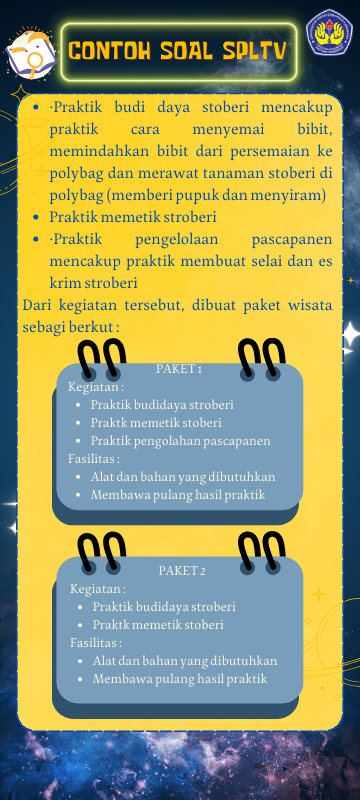 CONTOH SOAL SPLTV
• ·Praktik budi daya stoberi mencakup
praktik cara menyemai bibit,
memindahkan bibit dari persemaian ke
polybag dan merawat tanaman stoberi di
polybag (memberi pupuk dan menyiram)
• Praktik memetik stroberi
• ·Praktik pengelolaan pascapanen
mencakup praktik membuat selai dan es
krim stroberi
Dari kegiatan tersebut, dibuat paket wisata
sebagi berkut :
PAKET 1
Kegiatan :
• Praktik budidaya stroberi
• Praktk memetik stoberi
• Praktik pengolahan pascapanen
Fasilitas :
• Alat dan bahan yang dibutuhkan
• Membawa pulang hasil praktik
PAKET 2
Kegiatan :
• Praktik budidaya stroberi
• Praktk memetik stoberi
Fasilitas :
• Alat dan bahan yang dibutuhkan
• Membawa pulang hasil praktik